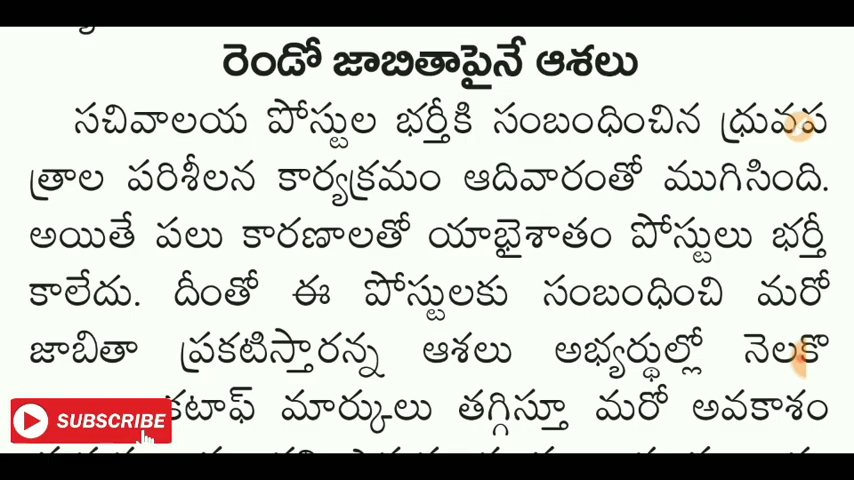 రెండో జాబితాపైనే ఆశలు
సచివాలయ పోస్టుల భర్తీకి సంబంధించిన ధ్రువప
త్రాల పరిశీలన కార్యక్రమం ఆదివారంతో ముగిసింది.
అయితే పలు కారణాలతో యాభైశాతం పోస్టులు భర్తీ
కాలేదు. దీంతో ఈ పోస్టులకు సంబంధించి మరో
జాబితా ప్రకటిస్తారన్న ఆశలు అభ్యర్థుల్లో నెలకొ
కటాఫ్ మార్కులు తగ్గిస్తూ మరో అవకాశం
SUBSCRIBE